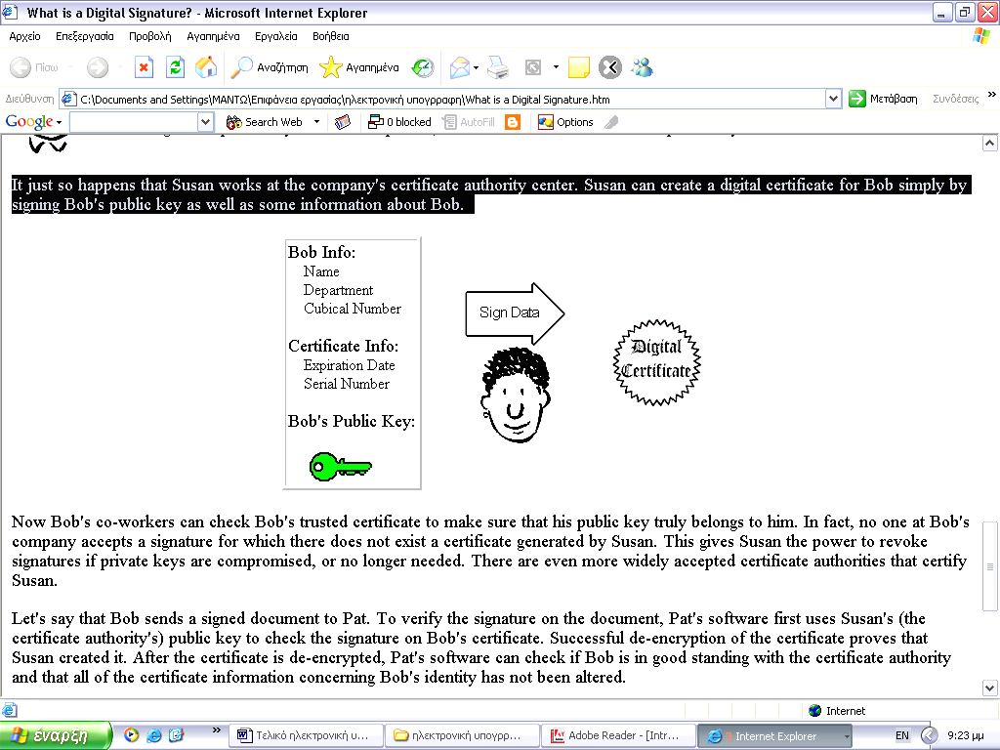 What is a Digital Signature? - Microsoft Internet Explorer
Αρχείο Επεξεργασία Προβολή Αγαπημένα Εργαλεία Βοήθεια
Πίσω Αναζήτηση Αγαπημένα
Διεύθυνση C:\Documents and Settings\ΜΑΝΤΩ\Επιφάνεια εργασίας\ηλεκτρονική υπογραφη\What is a Digital Signature.htm Μετάβαση Συνδέσεις »
Google Search Web 0 blocked AutoFill Options
It just so happens that Susan works at the company's certificate authority center. Susan can create a digital certificate for Bob simply by
signing Bob's public key as well as some information about Bob.
Bob Info:
Name
Department
Cubical Number
Certificate Info:
Expiration Date
Serial Number
Bob's Public Key:
Sign Data
Digital
Certificate
Now Bob's co-workers can check Bob's trusted certificate to make sure that his public key truly belongs to him. In fact, no one at Bob's
company accepts a signature for which there does not exist a certificate generated by Susan. This gives Susan the power to revoke
signatures if private keys are compromised, or no longer needed. There are even more widely accepted certificate authorities that certify
Susan.
Let's say that Bob sends a signed document to Pat. To verify the signature on the document, Pat's software first uses Susan's (the
certificate authority's) public key to check the signature on Bob's certificate. Successful de-encryption of the certificate proves that
Susan created it. After the certificate is de-encrypted, Pat's software can check if Bob is in good standing with the certificate authority
and that all of the certificate information concerning Bob's identity has not been altered.
Internet
έναρξη » Τελικό ηλεκτρονική υ... ηλεκτρονική υπογρρ... Adobe Reader - [Intr... Internet Explorer EN 9:23 μμ